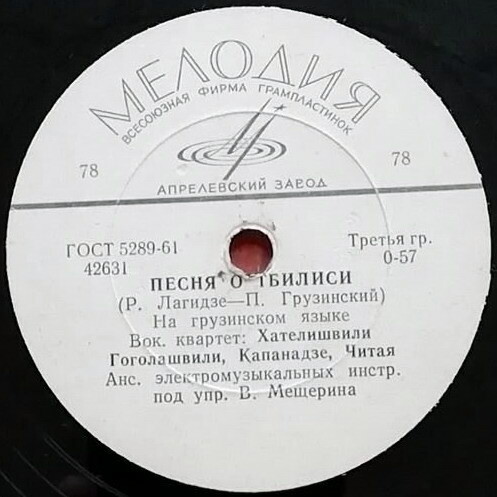 МЕЛОДИЯ
ВСЕСОЮЗНАЯ ФИРМА ГРАМПЛАСТИНОК
78
78
АПРЕЛЕВСКИЙ ЗАВОД
ГОСТ 5289-61
Третья гр.
42631
0-57
ПЕСНЯ О ТБИЛИСИ
(Р. Лагидзе—П. Грузинский)
На грузинском языке
Вок. квартет: Хателишвили
Гоголашвили, Капанадзе, Читая
Анс. электромузыкальных инстр.
под упр. В. Мещерина